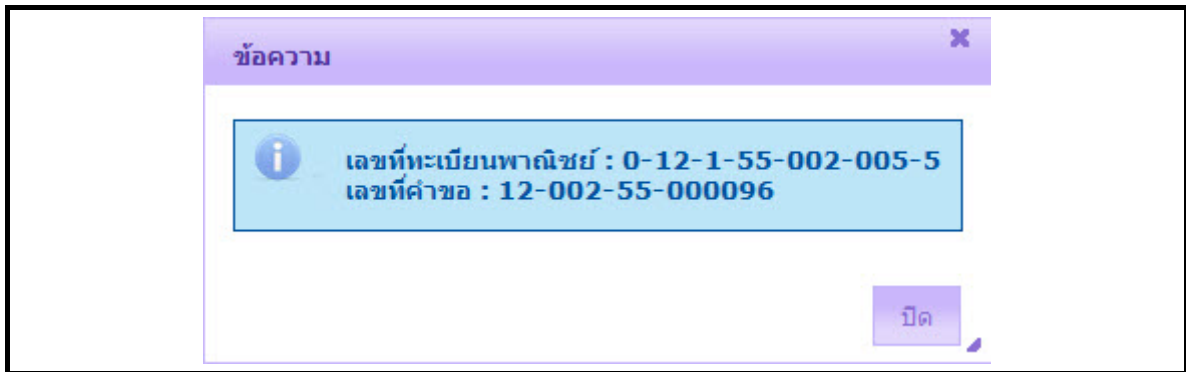 ข้อความ
เลขที่ทะเบียนพาณิชย์ : 0-12-1-55-002-005-5
เลขที่คำขอ : 12-002-55-000096
ปิด